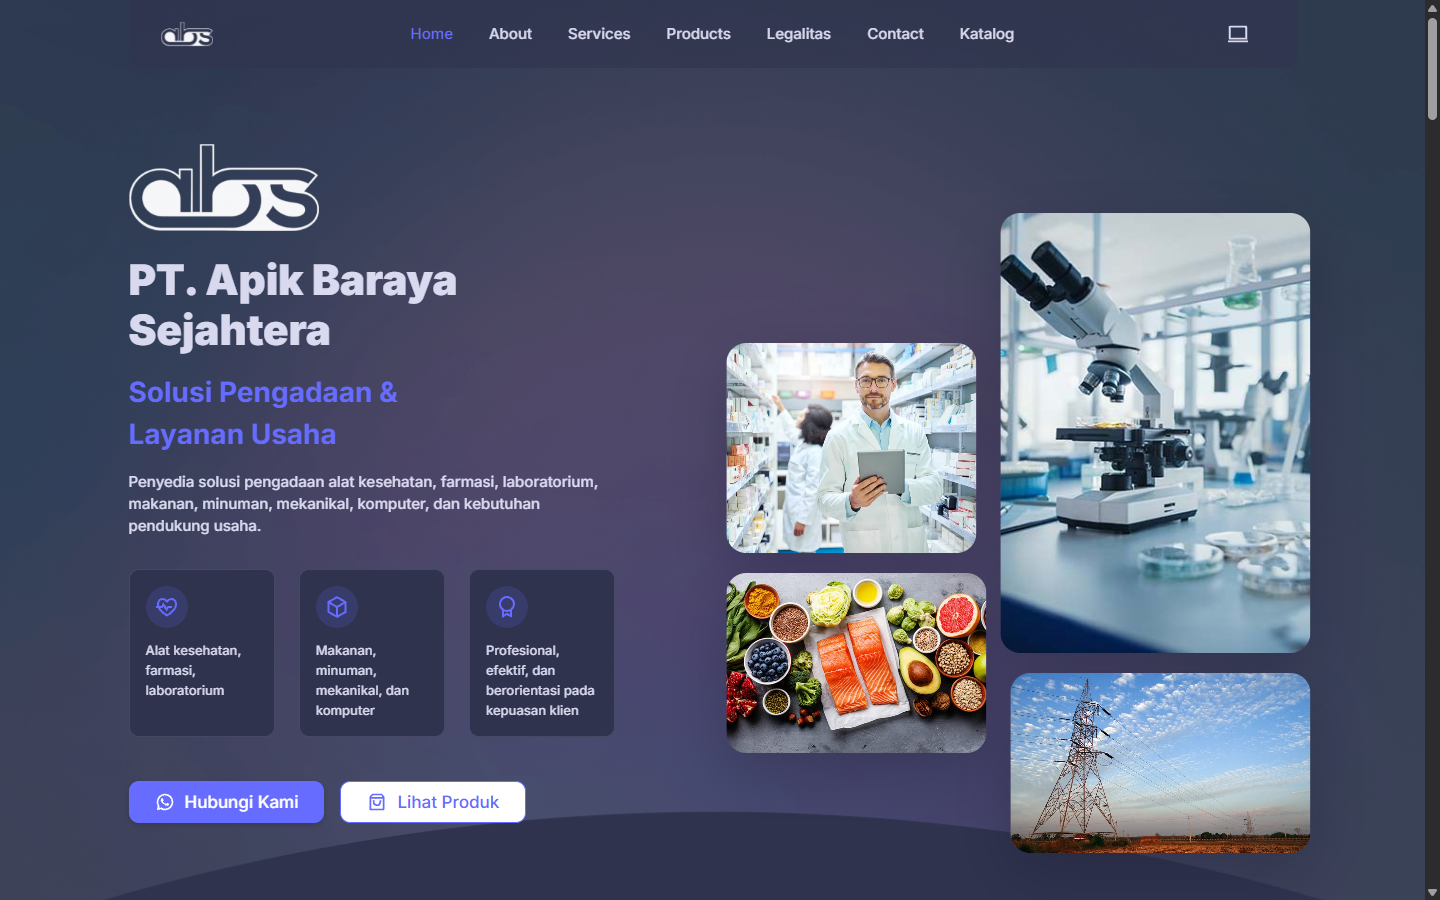 abs
Home
About
Services
Products
Legalitas
Contact
Katalog
abs
PT. Apik Baraya
Sejahtera
Solusi Pengadaan &
Layanan Usaha
Penyedia solusi pengadaan alat kesehatan, farmasi, laboratorium,
makanan, minuman, mekanikal, komputer, dan kebutuhan
pendukung usaha.
Alat kesehatan,
farmasi,
laboratorium
Makanan,
minuman,
mekanikal, dan
komputer
Profesional,
efektif, dan
berorientasi pada
kepuasan klien
Hubungi Kami
Lihat Produk